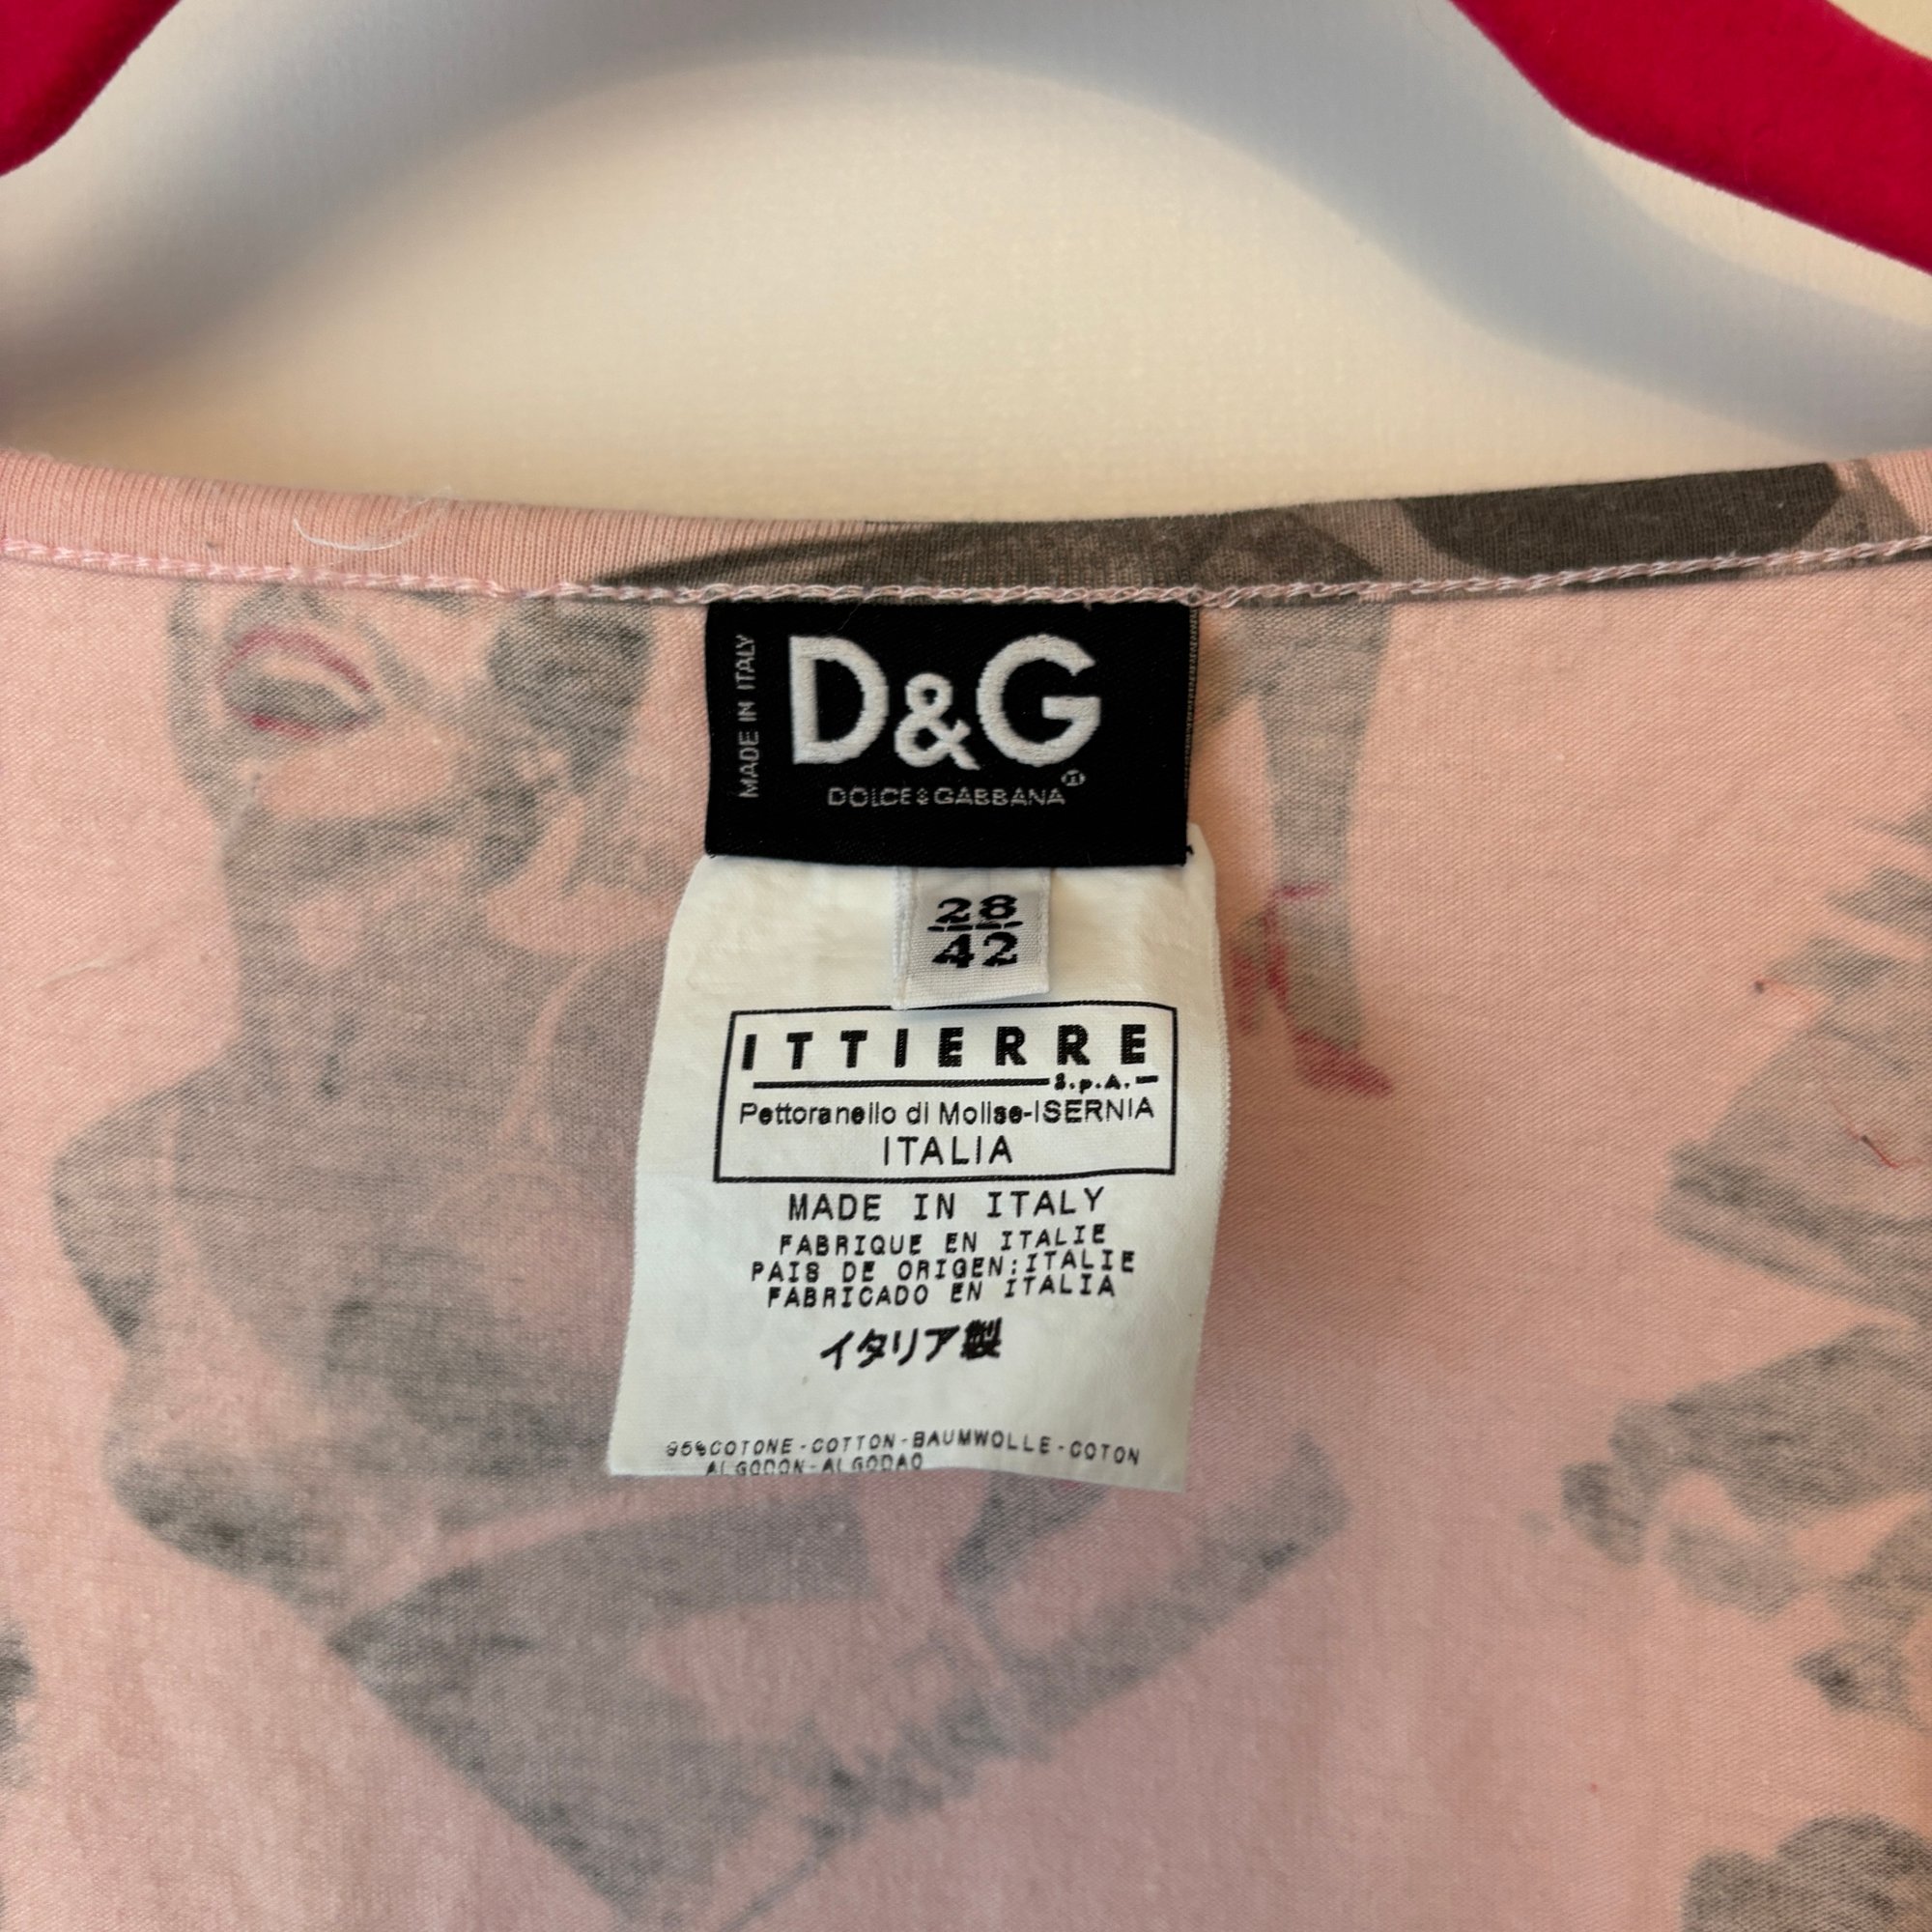 MADE IN ITALY
D&G
DOLCE&GABBANA®
28
42
ITTIERRE
S.p.A.
Pettoranello di Molise-ISERNIA
ITALIA
MADE IN ITALY
FABRIQUE EN ITALIE
PAIS DE ORIGEN:ITALIE
FABRICADO EN ITALIA
イタリア製
95%COTONE-COTTON-BAUMWOLLE-COTON
ALGODON-ALGODAO